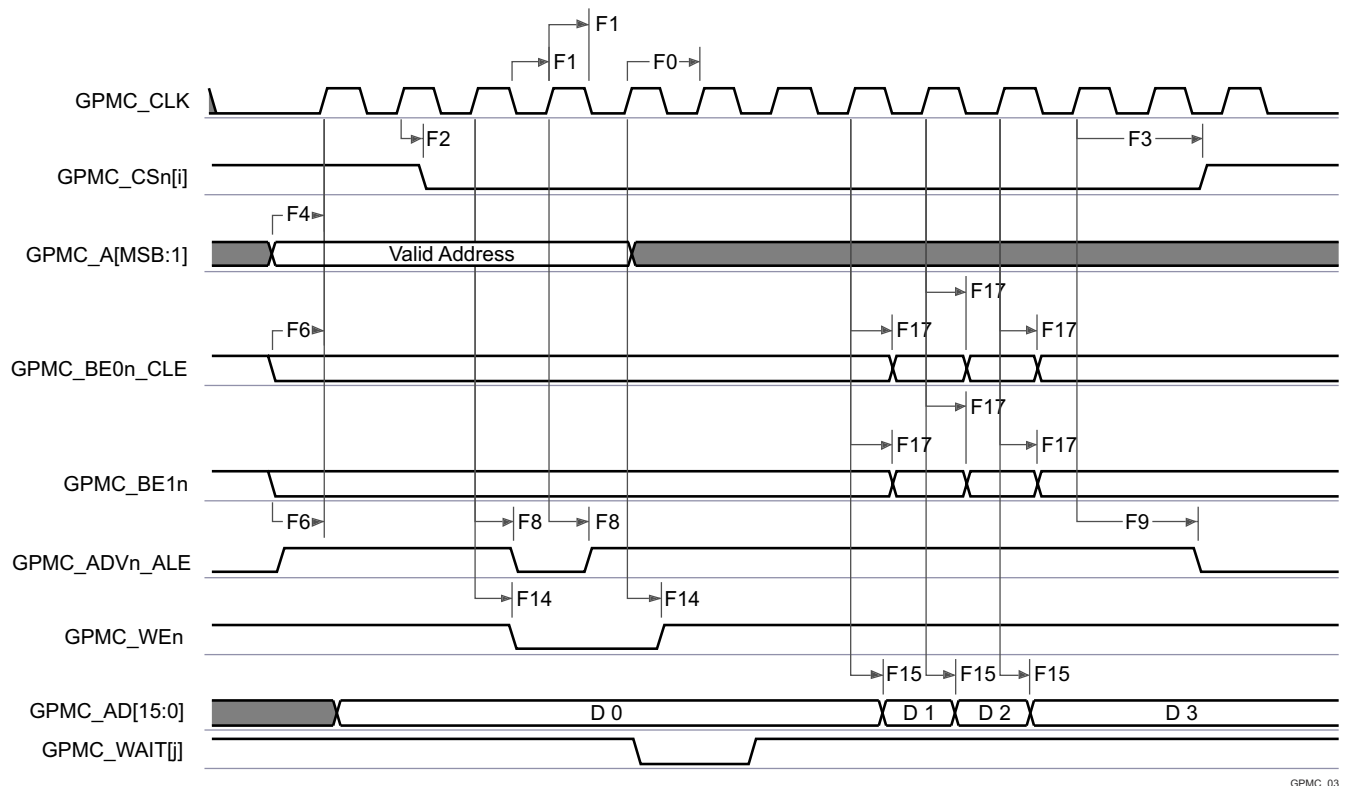 F1
F1
F0
GPMC_CLK
F2
F3
GPMC_CSn[i]
F4
GPMC_A[MSB:1]
Valid Address
F17
F6
F17
F17
GPMC_BE0n_CLE
F17
F17
F17
GPMC_BE1n
F6
F8
F8
F9
GPMC_ADVn_ALE
F14
F14
GPMC_WEn
F15
F15
F15
GPMC_AD[15:0]
D 0
D 1
D 2
D 3
GPMC_WAIT[j]
GPMC_03